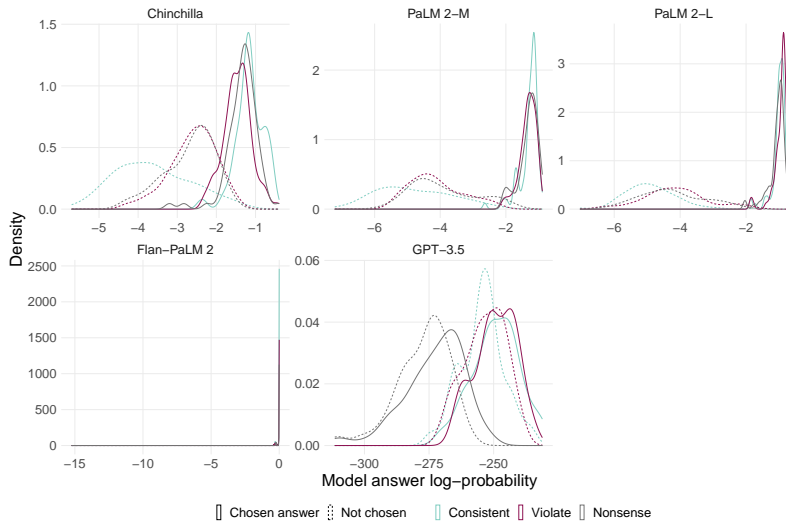 Chinchilla
PaLM 2−M
PaLM 2−L
1.5
1.0
0.5
0.0
2
1
0
3
2
1
0
−5 −4 −3 −2 −1
−6 −4 −2
−6 −4 −2
Density
Flan−PaLM 2
GPT−3.5
2500
2000
1500
1000
500
0
0.06
0.04
0.02
0.00
−15 −10 −5 0
−300 −275 −250
Model answer log−probability
Chosen answer Not chosen Consistent Violate Nonsense